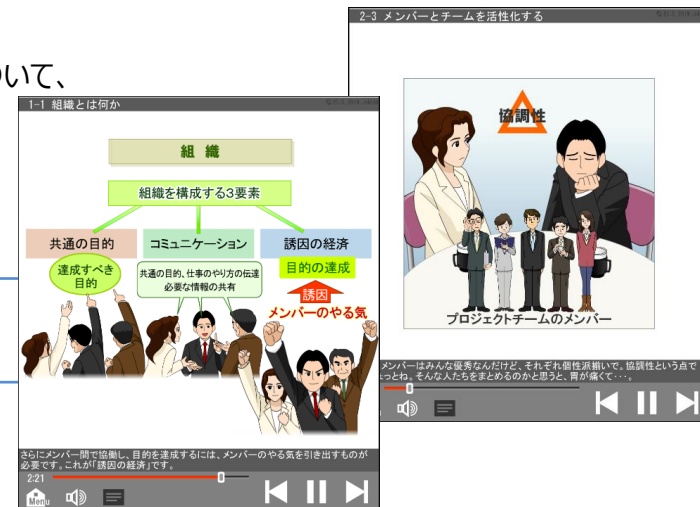 ついて、
1-1 組織とは何か
組 織
組織を構成する3要素
共通の目的
コミュニケーション
誘因の経済
達成すべき
目的
共通の目的、仕事のやり方の伝達
必要な情報の共有
目的の達成
誘因
メンバーのやる気
さらにメンバー間で協働し、目的を達成するには、メンバーのやる気を引き出すものが
必要です。これが「誘因の経済」です。
2:21
Menu
2-3 メンバーとチームを活性化する
協調性
プロジェクトチームのメンバー
メンバーはみんな優秀なんだけど、それぞれ個性派揃いで。協調性という点で
ょっとね。そんな人たちをまとめるのかと思うと、胃が痛くて・・・。